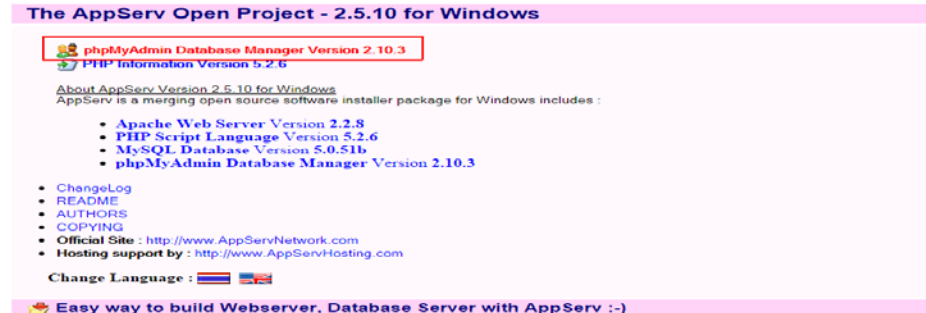 The AppServ Open Project - 2.5.10 for Windows
phpMyAdmin Database Manager Version 2.10.3
PHP Information Version 5.2.6
About AppServ Version 2.5.10 for Windows
AppServ is a merging open source software installer package for Windows includes :
• Apache Web Server Version 2.2.8
• PHP Script Language Version 5.2.6
• MySQL Database Version 5.0.51b
• phpMyAdmin Database Manager Version 2.10.3
• ChangeLog
• README
• AUTHORS
• COPYING
• Official Site : http://www.AppServNetwork.com
• Hosting support by : http://www.AppServHosting.com
Change Language :
Easy way to build Webserver, Database Server with AppServ :-)